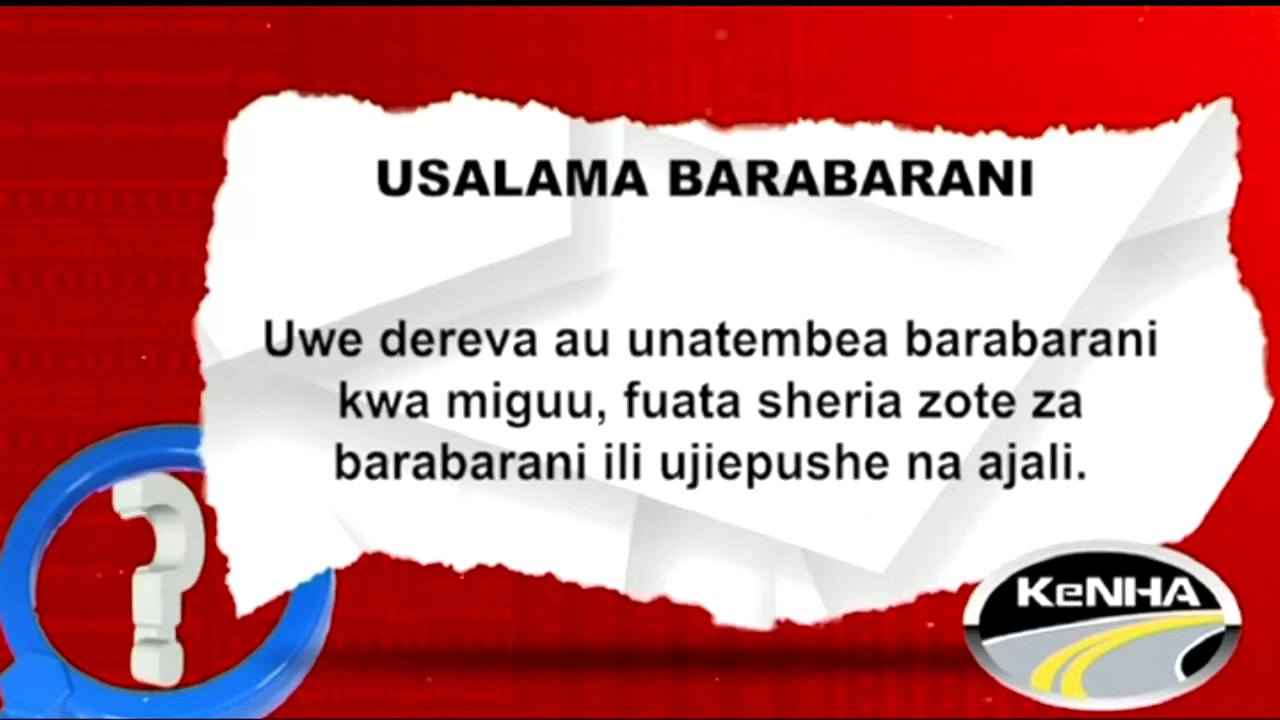 USALAMA BARABARANI
Uwe dereva au unatembea barabarani
kwa miguu, fuata sheria zote za
barabarani ili ujiepushe na ajali.
KeNHA